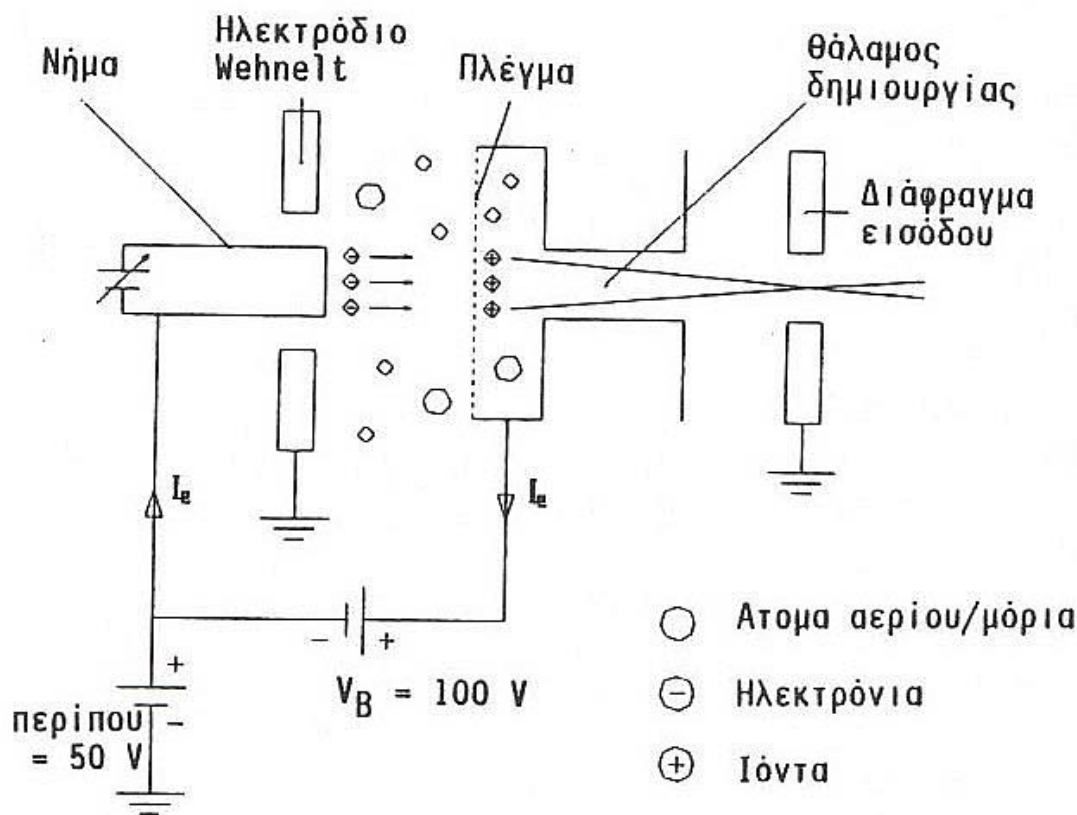 Νήμα
Ηλεκτρόδιο
Wehnelt
Πλέγμα
θάλαμος
δημιουργίας
Διάφραγμα
εισόδου
Ie
Ie
- +
+
-
VB = 100 V
περίπου
= 50 V
Ατομα αερίου/μόρια
- Ηλεκτρόνια
+ Ιόντα